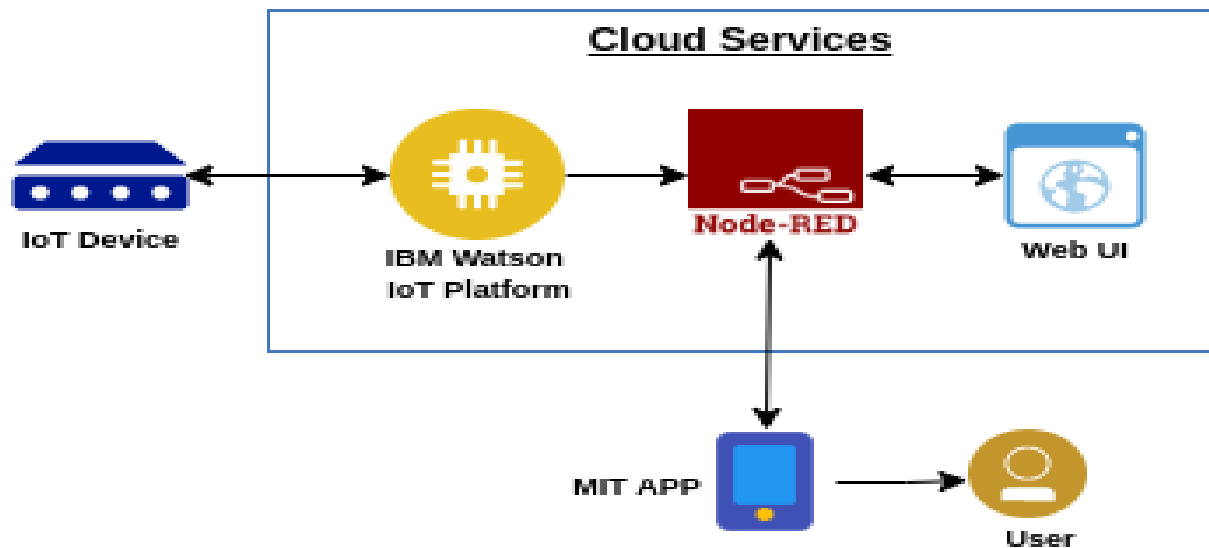 Cloud Services
IoT Device
IBM Watson
IoT Platform
Node-RED
Web UI
MIT APP
User